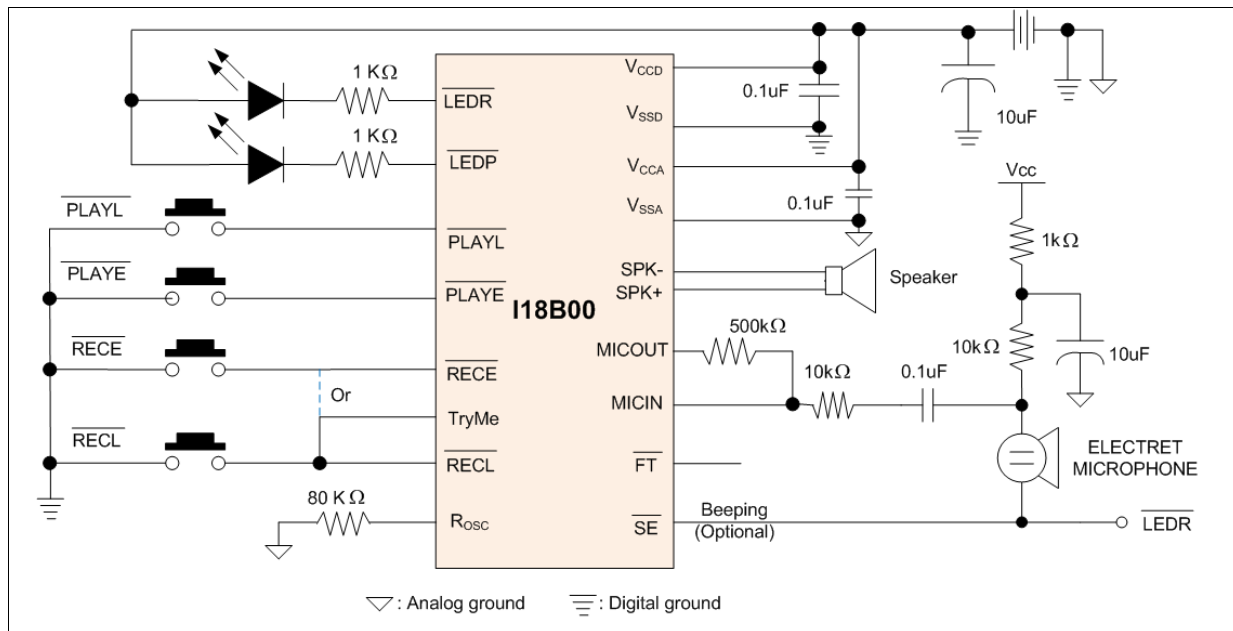 1 KΩ
LEDR
1 KΩ
LEDP
PLAYL
PLAYL
PLAYE
PLAYE
RECE
RECE
Or
TryMe
RECL
RECL
80 KΩ
ROSC
I18B00
VCCD
0.1uF
VSSD
VCCA
VSSA
0.1uF
10uF
Vcc
1kΩ
SPK-
SPK+
Speaker
500kΩ
MICOUT
10kΩ
10uF
10kΩ
0.1uF
MICIN
ELECTRET
MICROPHONE
FT
SE
Beeping
(Optional)
LEDR
: Analog ground
: Digital ground